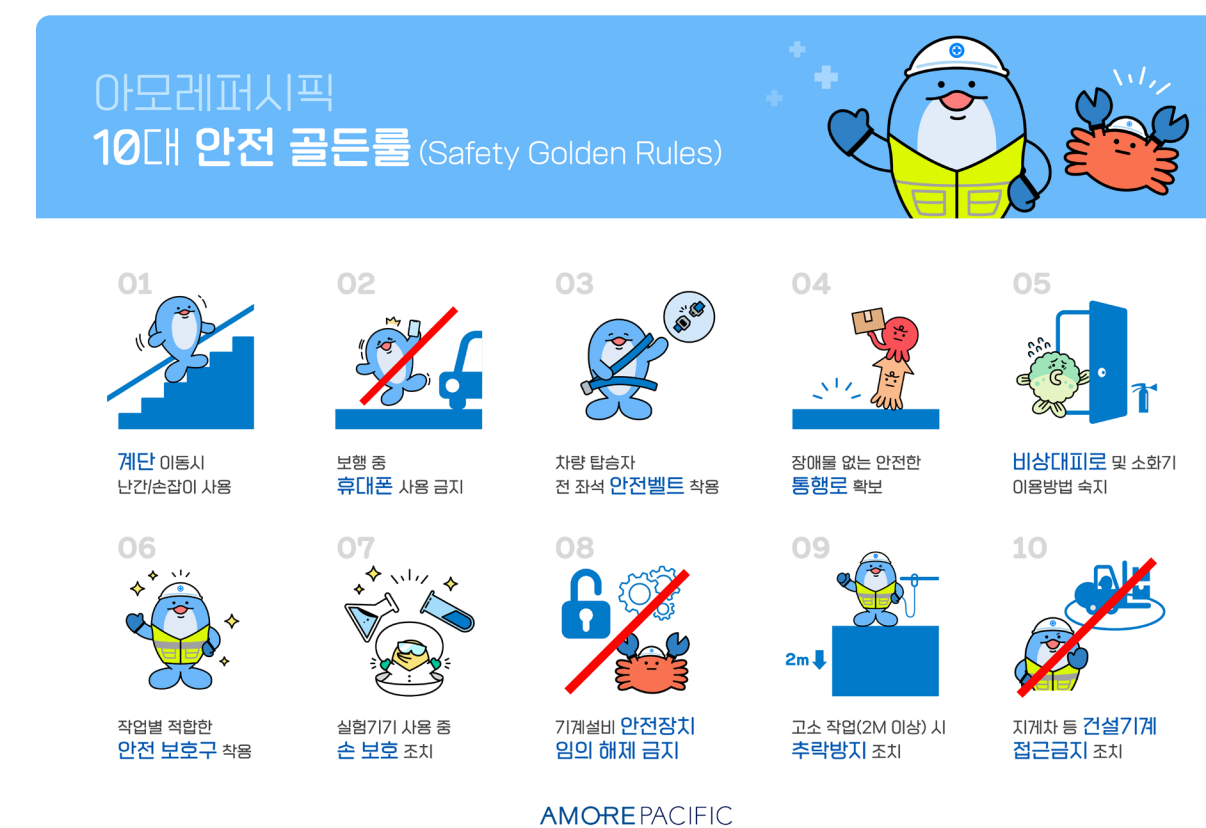 아모레퍼시픽
10대 안전 골든룰 (Safety Golden Rules)
01
계단 이동시
난간/손잡이 사용
02
보행 중
휴대폰 사용 금지
03
차량 탑승자
전 좌석 안전벨트 착용
04
장애물 없는 안전한
통행로 확보
05
비상대피로 및 소화기
이용방법 숙지
06
작업별 적합한
안전 보호구 착용
07
실험기기 사용 중
손 보호 조치
08
기계설비 안전장치
임의 해제 금지
09
2m
고소 작업(2M 이상) 시
추락방지 조치
10
지게차 등 건설기계
접근금지 조치
AMOREPACIFIC